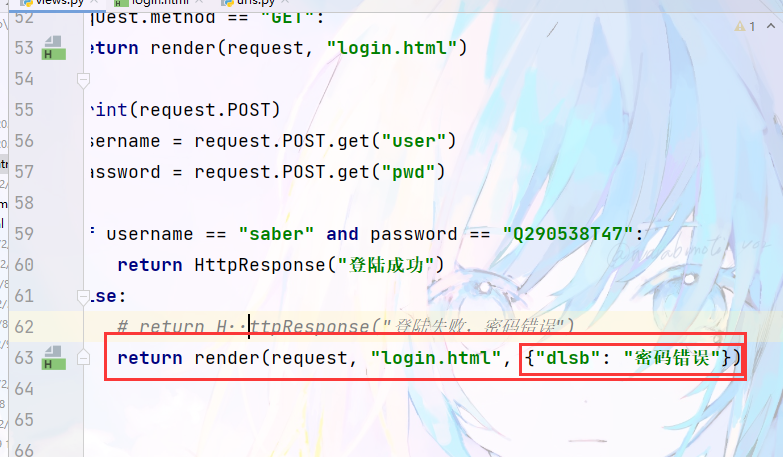 views.py login.html urls.py
52 quest.method == "GET":
53 eturn render(request, "login.html")
54
55 rint(request.POST)
56 sername = request.POST.get("user")
57 assword = request.POST.get("pwd")
58
59 f username == "saber" and password == "Q290538T47":
60 return HttpResponse("登陆成功")
61 lse:
62 # return H::ttpResponse("登陆失败，密码错误")
63 return render(request, "login.html", {"dlsb": "密码错误"})
64
65
66
1